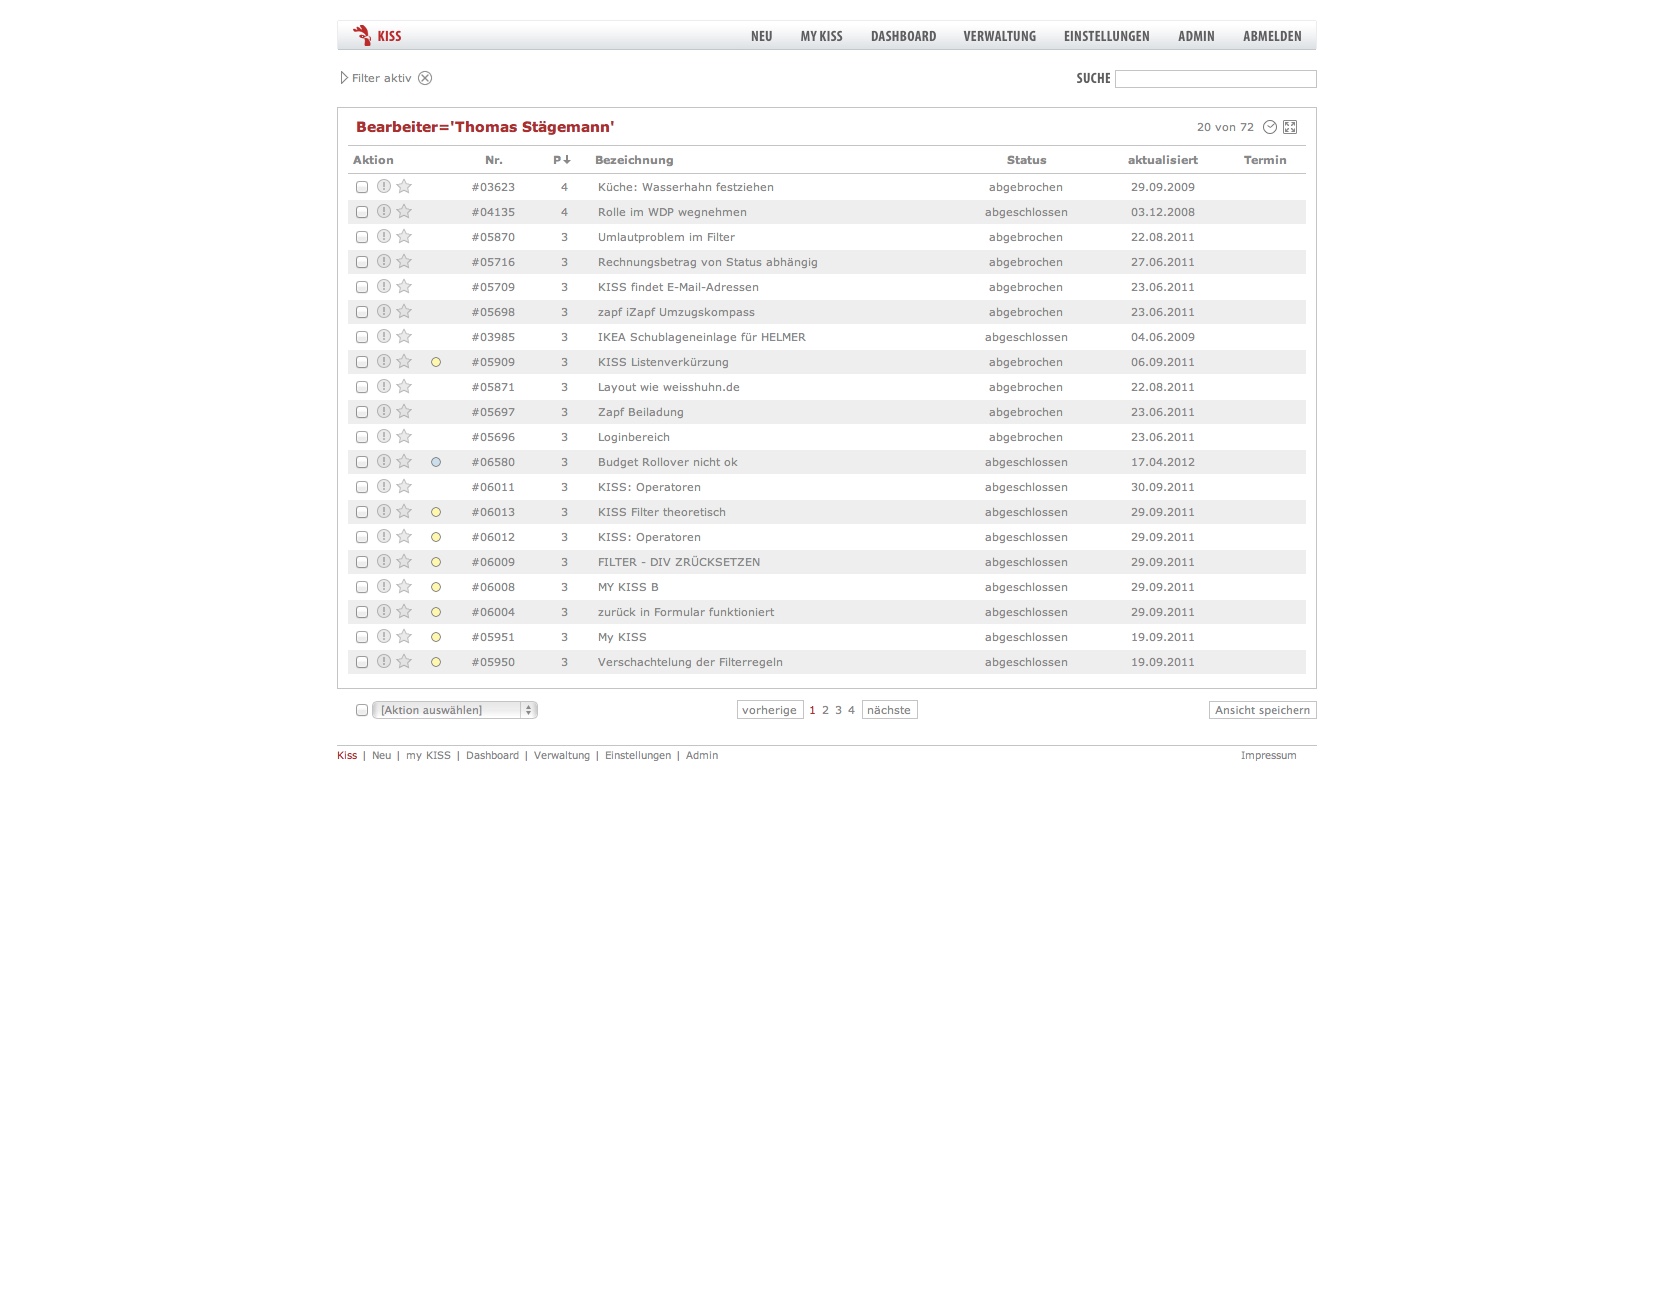 KISS NEU MY KISS DASHBOARD VERWALTUNG EINSTELLUNGEN ADMIN ABMELDEN
Filter aktiv SUCHE
Bearbeiter='Thomas Stägemann' 20 von 72
Aktion Nr. P Bezeichnung Status aktualisiert Termin
#03623 4 Küche: Wasserhahn festziehen abgebrochen 29.09.2009
#04135 4 Rolle im WDP wegnehmen abgeschlossen 03.12.2008
#05870 3 Umlautproblem im Filter abgebrochen 22.08.2011
#05716 3 Rechnungsbetrag von Status abhängig abgebrochen 27.06.2011
#05709 3 KISS findet E-Mail-Adressen abgebrochen 23.06.2011
#05698 3 zapf iZapf Umzugskompass abgebrochen 23.06.2011
#03985 3 IKEA Schublageneinlage für HELMER abgeschlossen 04.06.2009
#05909 3 KISS Listenverkürzung abgebrochen 06.09.2011
#05871 3 Layout wie weisshuhn.de abgebrochen 22.08.2011
#05697 3 Zapf Beiladung abgebrochen 23.06.2011
#05696 3 Loginbereich abgebrochen 23.06.2011
#06580 3 Budget Rollover nicht ok abgeschlossen 17.04.2012
#06011 3 KISS: Operatoren abgeschlossen 30.09.2011
#06013 3 KISS Filter theoretisch abgeschlossen 29.09.2011
#06012 3 KISS: Operatoren abgeschlossen 29.09.2011
#06009 3 FILTER - DIV ZRÜCKSETZEN abgeschlossen 29.09.2011
#06008 3 MY KISS B abgeschlossen 29.09.2011
#06004 3 zurück in Formular funktioniert abgeschlossen 29.09.2011
#05951 3 My KISS abgeschlossen 19.09.2011
#05950 3 Verschachtelung der Filterregeln abgeschlossen 19.09.2011
[Aktion auswählen] vorherige 1 2 3 4 nächste Ansicht speichern
Kiss | Neu | my KISS | Dashboard | Verwaltung | Einstellungen | Admin Impressum